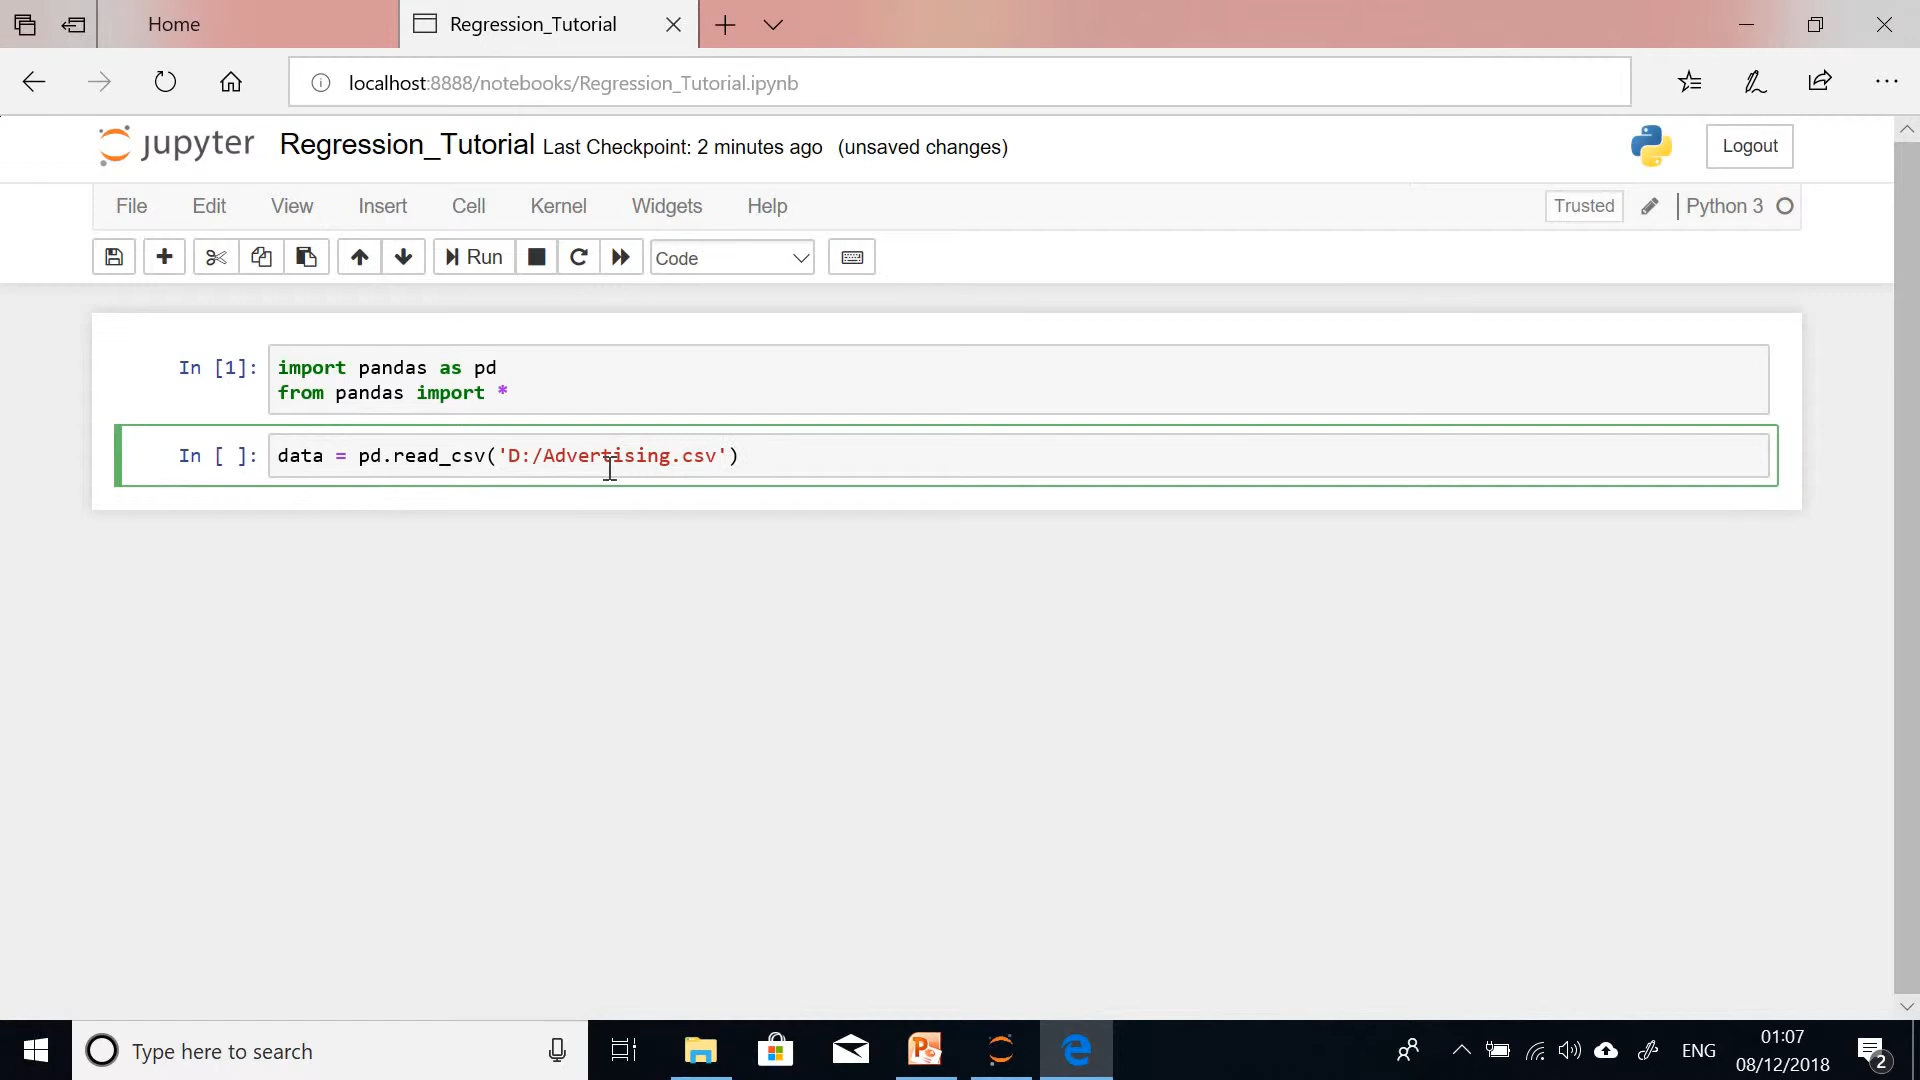 Home
Regression_Tutorial
localhost:8888/notebooks/Regression_Tutorial.ipynb
jupyter Regression_Tutorial Last Checkpoint: 2 minutes ago (unsaved changes)
Logout
File Edit View Insert Cell Kernel Widgets Help
Trusted
Python 3
Run
Code
In [1]: import pandas as pd
from pandas import *
In [ ]: data = pd.read_csv('D:/Advertising.csv')
Type here to search
ENG
01:07
08/12/2018
2